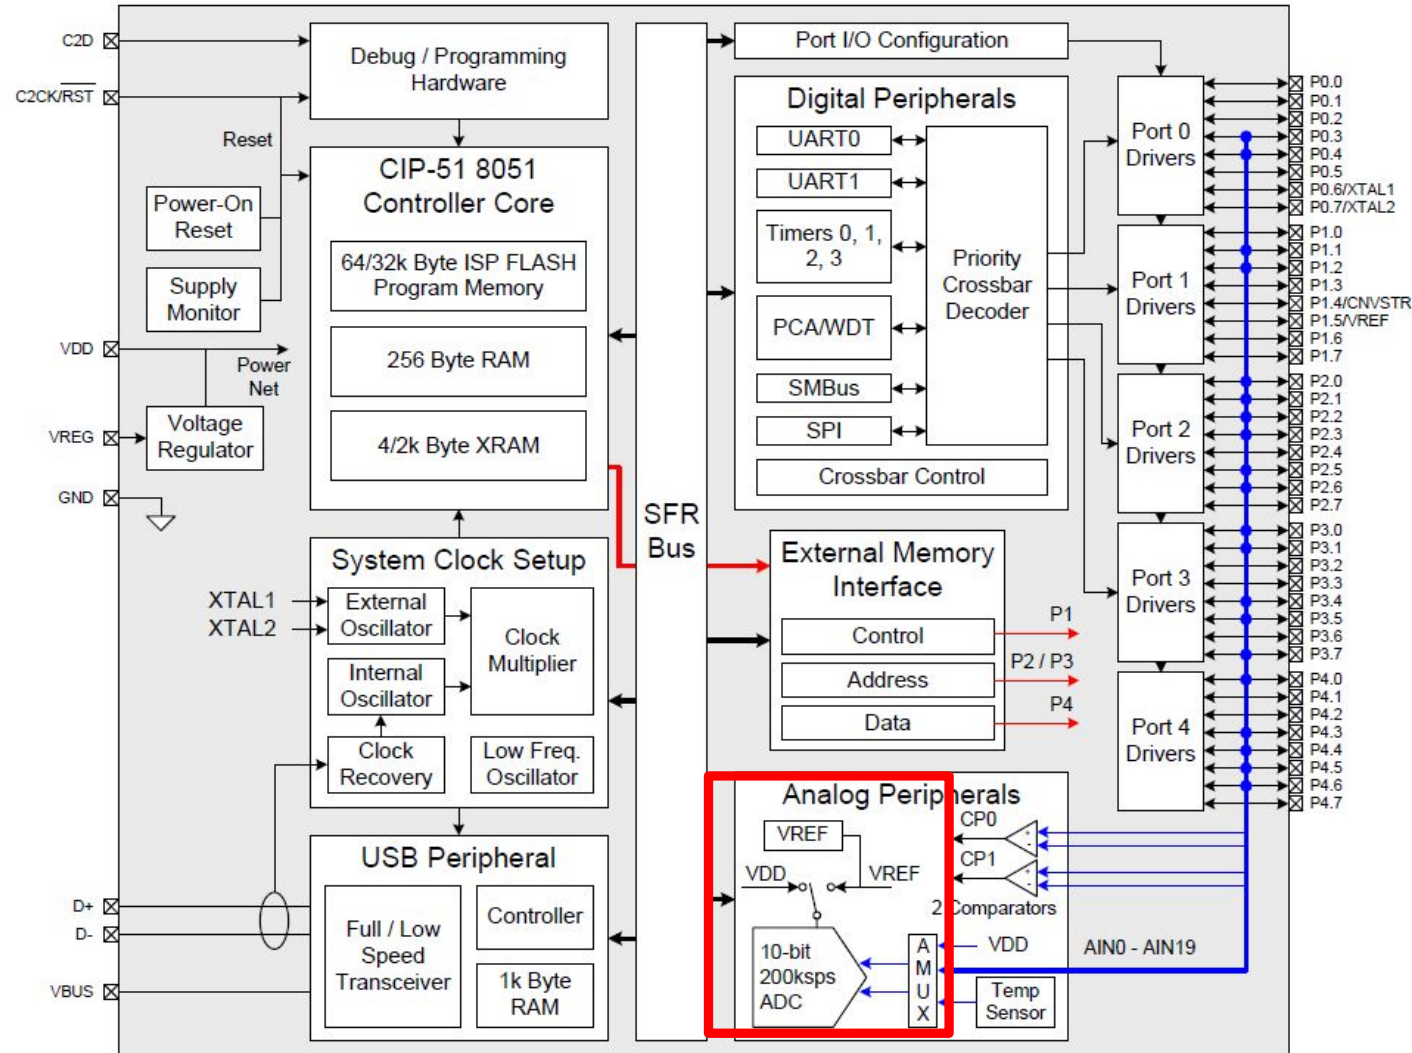 C2D
C2CK/RST
Debug / Programming
Hardware
Reset
Power-On
Reset
Supply
Monitor
VDD
Power
Net
VREG
Voltage
Regulator
GND
CIP-51 8051
Controller Core
64/32k Byte ISP FLASH
Program Memory
256 Byte RAM
4/2k Byte XRAM
System Clock Setup
XTAL1
XTAL2
External
Oscillator
Internal
Oscillator
Clock
Recovery
Clock
Multiplier
Low Freq.
Oscillator
USB Peripheral
D+
D-
VBUS
Full / Low
Speed
Transceiver
Controller
1k Byte
RAM
SFR
Bus
Port I/O Configuration
Digital Peripherals
UART0
UART1
Timers 0, 1,
2, 3
PCA/WDT
SMBus
SPI
Priority
Crossbar
Decoder
Crossbar Control
External Memory
Interface
Control
Address
Data
P1
P2 / P3
P4
Analog Peripherals
VREF
VDD
VREF
CP0
CP1
2 Comparators
10-bit
200ksps
ADC
A
M
U
X
VDD
AIN0 - AIN19
Temp
Sensor
Port 0
Drivers
Port 1
Drivers
Port 2
Drivers
Port 3
Drivers
Port 4
Drivers
P0.0
P0.1
P0.2
P0.3
P0.4
P0.5
P0.6/XTAL1
P0.7/XTAL2
P1.0
P1.1
P1.2
P1.3
P1.4/CNVSTR
P1.5/VREF
P1.6
P1.7
P2.0
P2.1
P2.2
P2.3
P2.4
P2.5
P2.6
P2.7
P3.0
P3.1
P3.2
P3.3
P3.4
P3.5
P3.6
P3.7
P4.0
P4.1
P4.2
P4.3
P4.4
P4.5
P4.6
P4.7